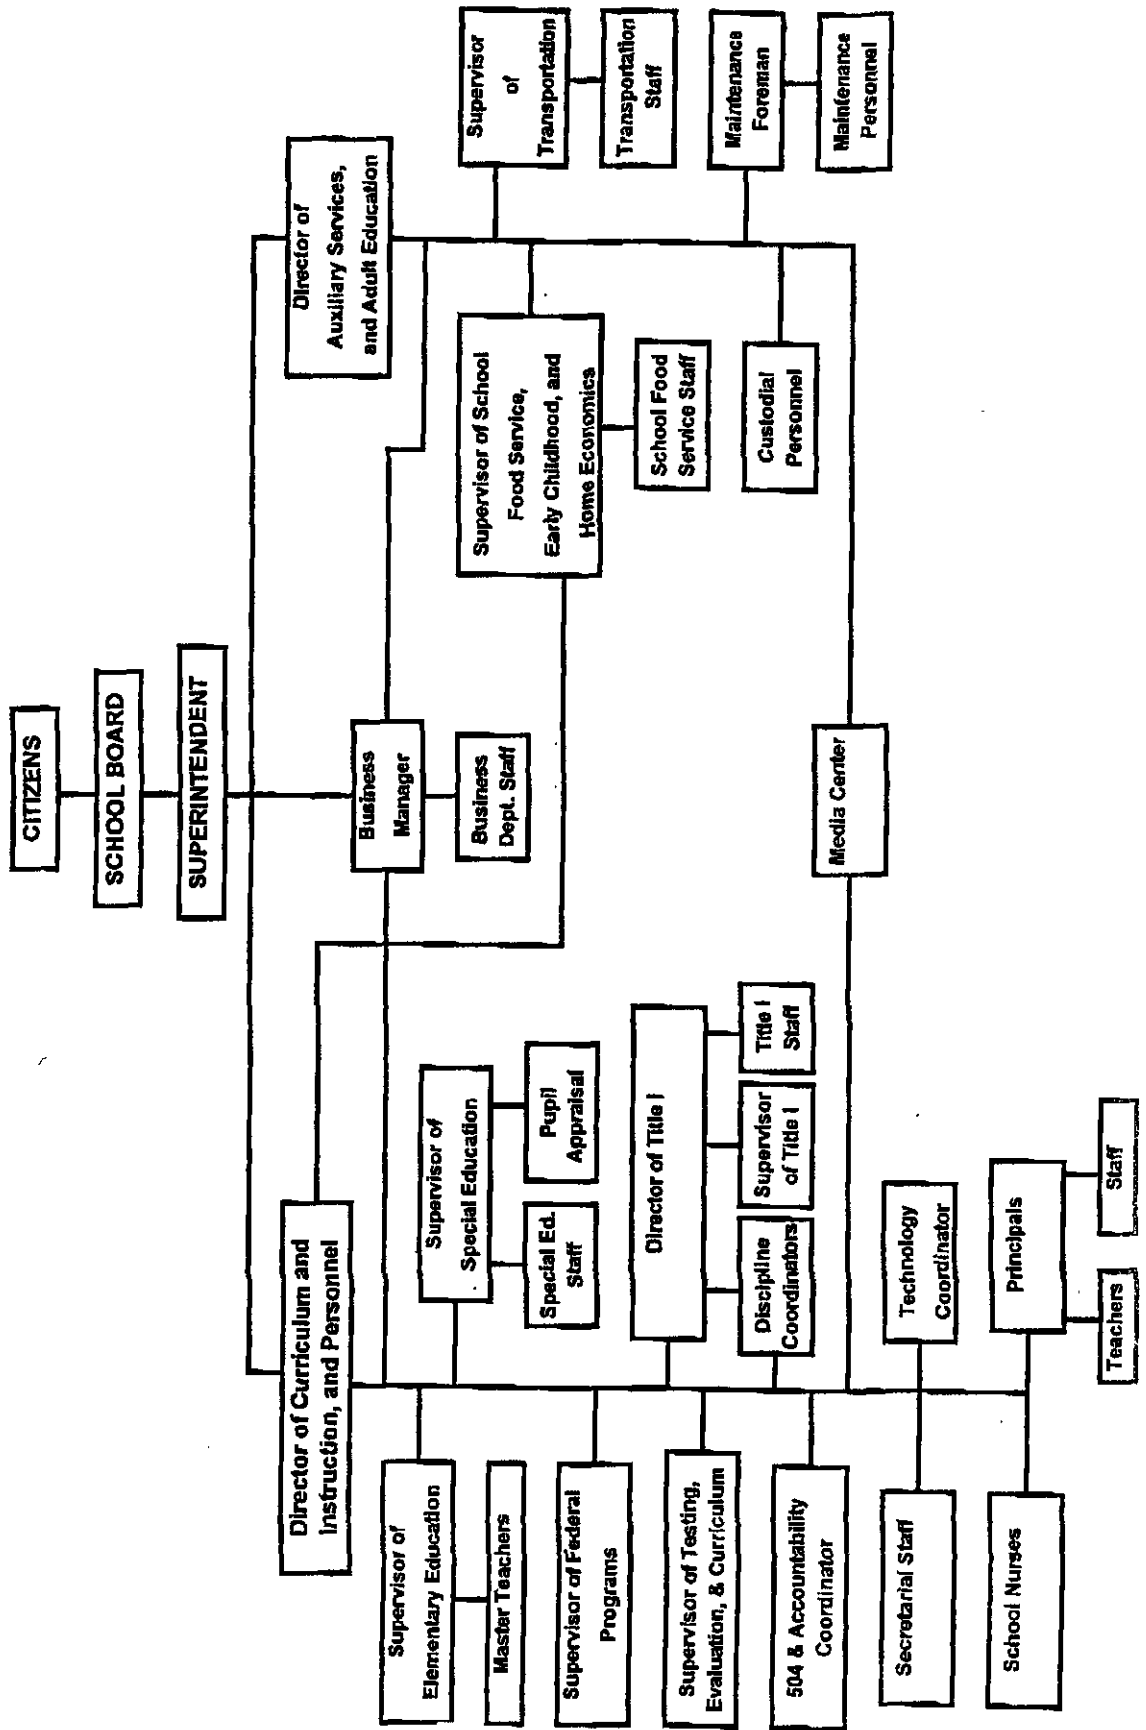 CITIZENS
SCHOOL BOARD
SUPERINTENDENT
Director of Curriculum and
Instruction, and Personnel
Director of
Auxiliary Services,
and Adult Education
Business
Manager
Business
Dept. Staff
Supervisor of
Elementary Education
Master Teachers
Supervisor of Federal
Programs
Supervisor of Testing,
Evaluation, & Curriculum
504 & Accountability
Coordinator
Secretarial Staff
School Nurses
Supervisor of
Special Education
Special Ed.
Staff
Pupil
Appraisal
Director of Title I
Discipline
Coordinators
Supervisor
of Title I
Title I
Staff
Technology
Coordinator
Principals
Teachers
Staff
Media Center
Supervisor of School
Food Service,
Early Childhood, and
Home Economics
School Food
Service Staff
Custodial
Personnel
Supervisor
of
Transportation
Transportation
Staff
Maintenance
Foreman
Maintenance
Personnel